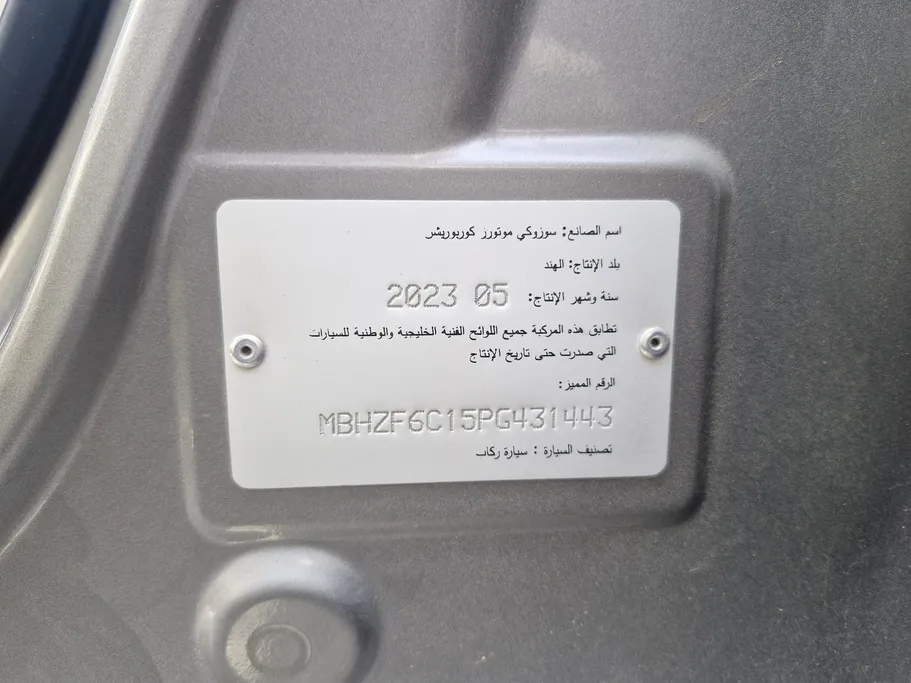 اسم الصانع: سوزوكي موتورز كوربوريشر
بلد الإنتاج: الهند
سنة وشهر الإنتاج: 2023 05
تطابق هذه المركبة جميع اللوائح الفنية الخليجية والوطنية للسيارات
التي صدرت حتى تاريخ الإنتاج
الرقم المميز:
MBHZF6C15PG431443
تصنيف السيارة : سيارة ركاب